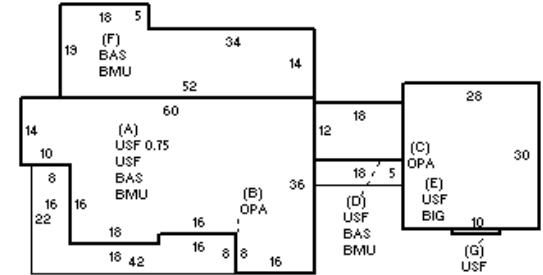 18 5
(F)
BAS
BMU
19
34
14
52
60
28
14
(A)
USF 0.75
USF
BAS
BMU
18
12
(C)
OPA
30
10
8
16
22
16
36
(B)
OPA
18 5
(E)
USF
BIG
(D)
USF
BAS
BMU
10
(G)
USF
18
16
16
18 42
8 8
16